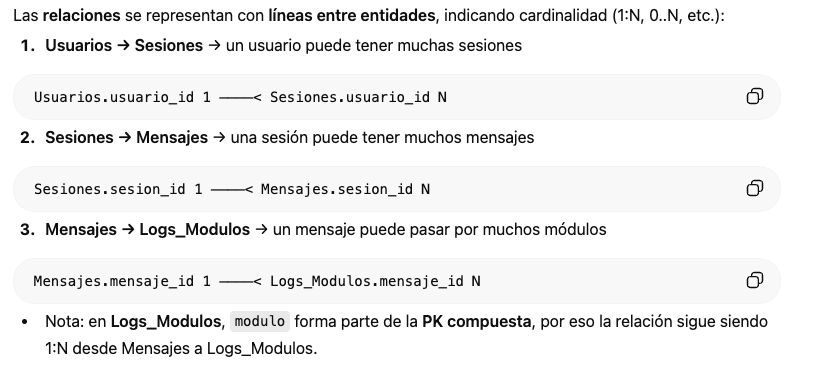 Las relaciones se representan con líneas entre entidades, indicando cardinalidad (1:N, 0..N, etc.):
1. Usuarios → Sesiones → un usuario puede tener muchas sesiones
Usuarios.usuario_id 1 ────< Sesiones.usuario_id N
2. Sesiones → Mensajes → una sesión puede tener muchos mensajes
Sesiones.sesion_id 1 ────< Mensajes.sesion_id N
3. Mensajes → Logs_Modulos → un mensaje puede pasar por muchos módulos
Mensajes.mensaje_id 1 ────< Logs_Modulos.mensaje_id N
• Nota: en Logs_Modulos, modulo forma parte de la PK compuesta, por eso la relación sigue siendo
1:N desde Mensajes a Logs_Modulos.